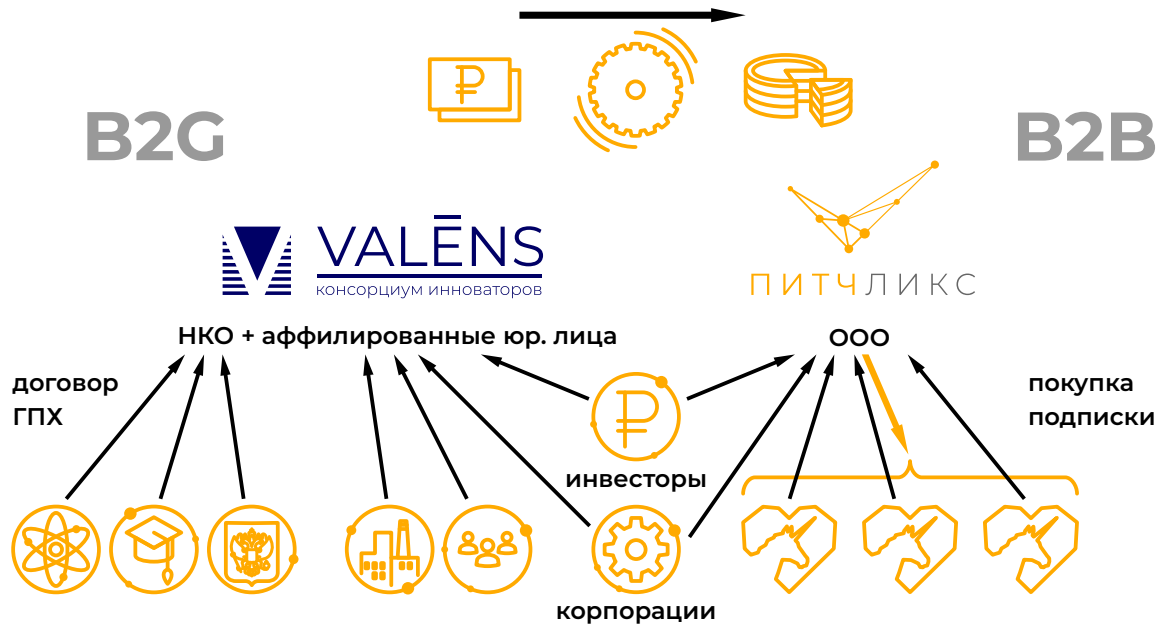 B2G
B2B
₽
VALĒNS
консорциум инноваторов
ПИТЧЛИКС
НКО + аффилированные юр. лица
ООО
договор
ГПХ
покупка
подписки
₽
инвесторы
корпорации